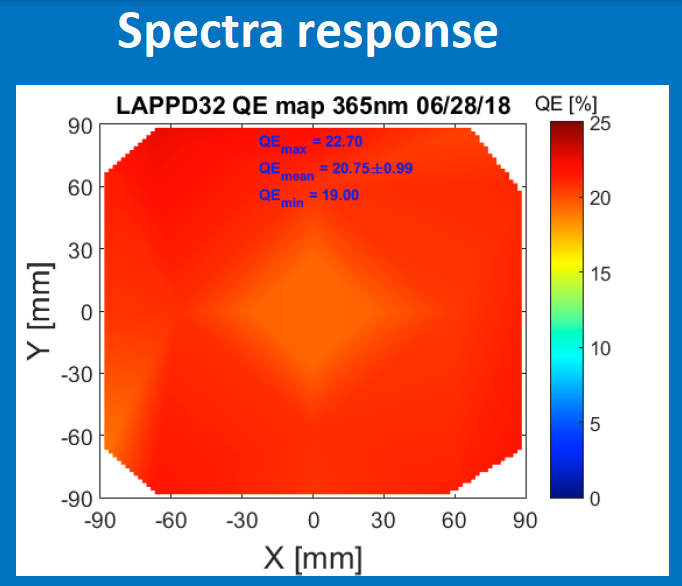 Spectra response
LAPPD32 QE map 365nm 06/28/18
QE [%]
QEmax = 22.70
QEmean = 20.75±0.99
QEmin = 19.00
90
60
30
0
-30
-60
-90
Y [mm]
-90 -60 -30 0 30 60 90
X [mm]
25
20
15
10
5
0